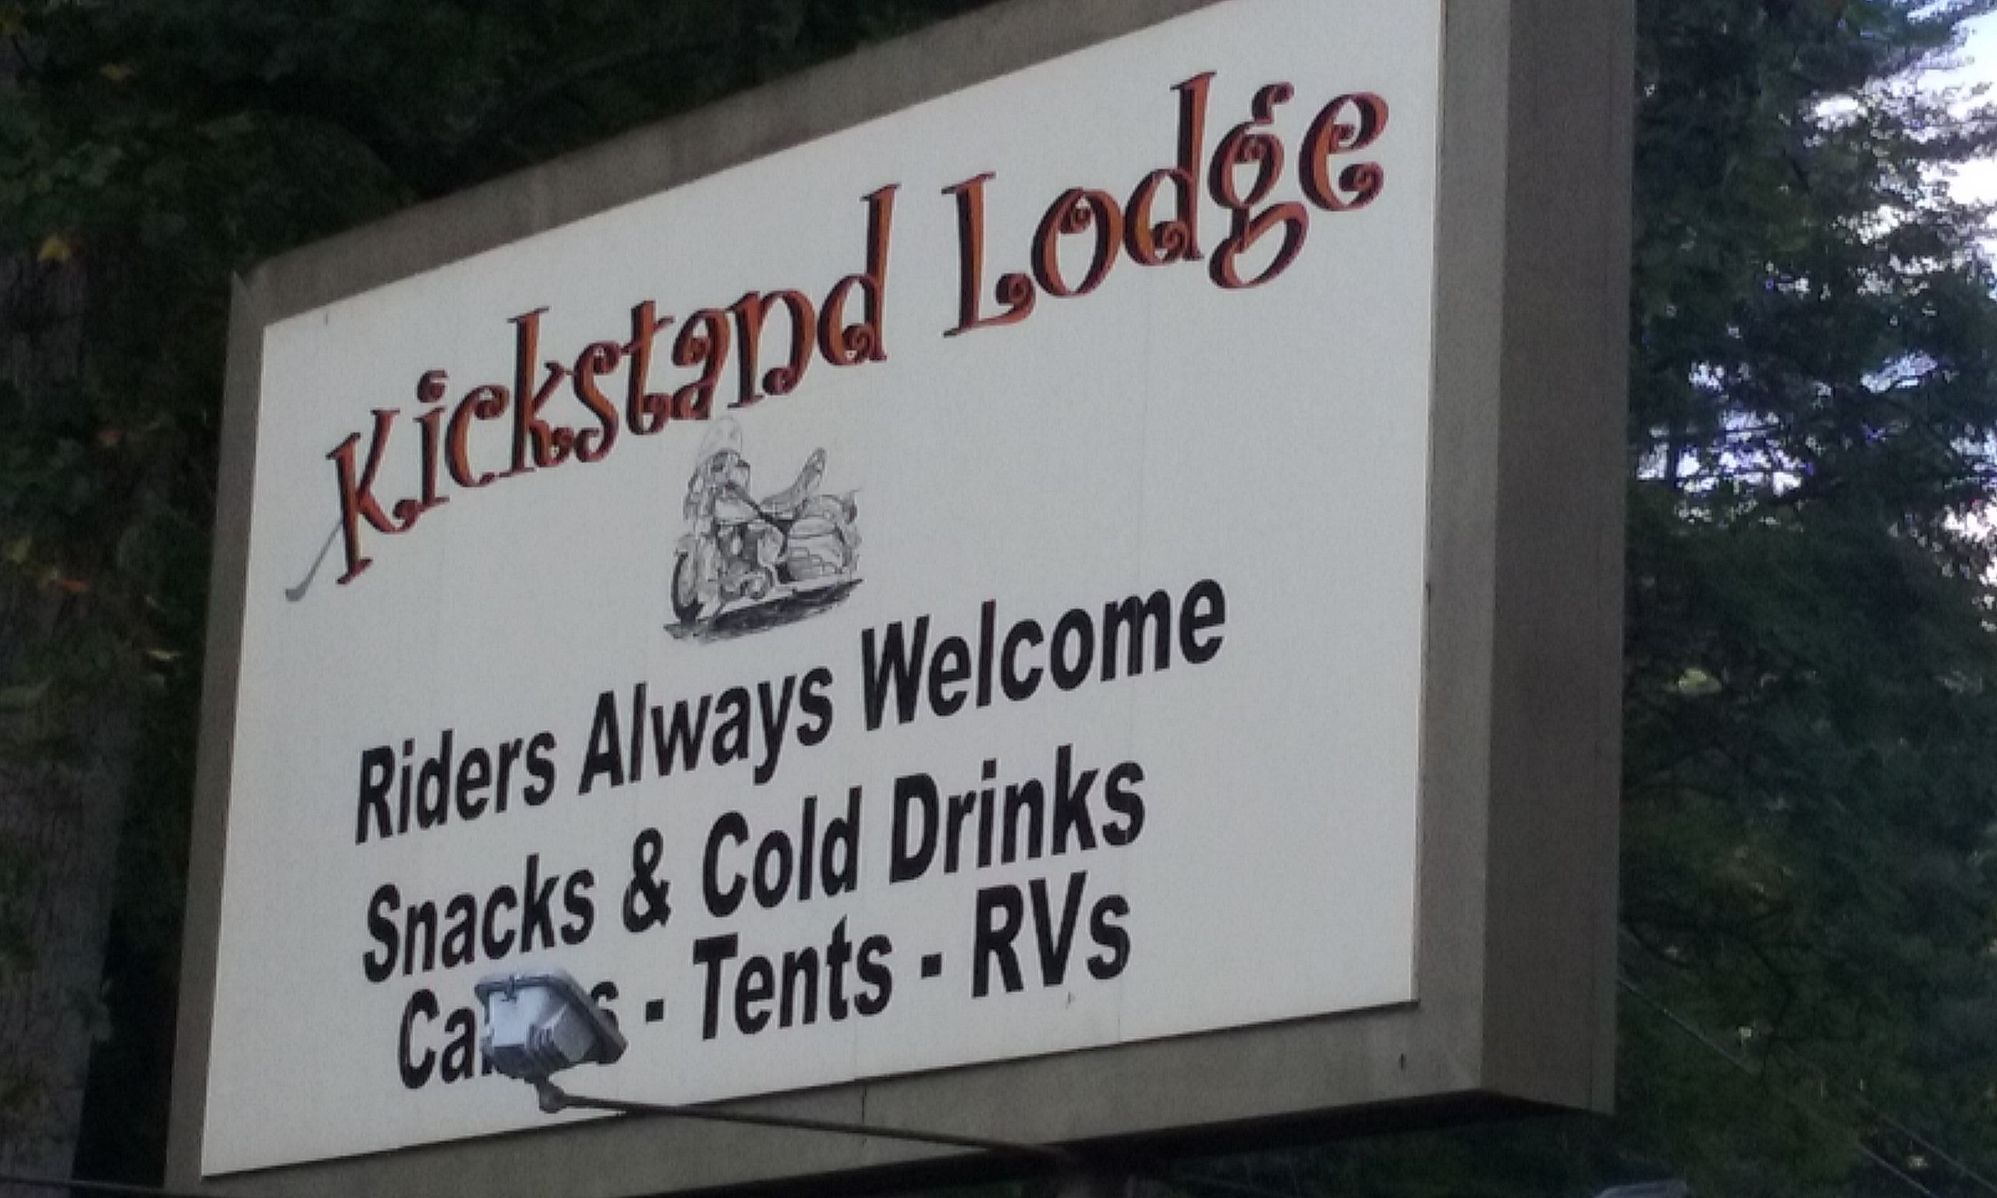 Kickstand Lodge
Riders Always Welcome
Snacks & Cold Drinks
- Tents - RVs